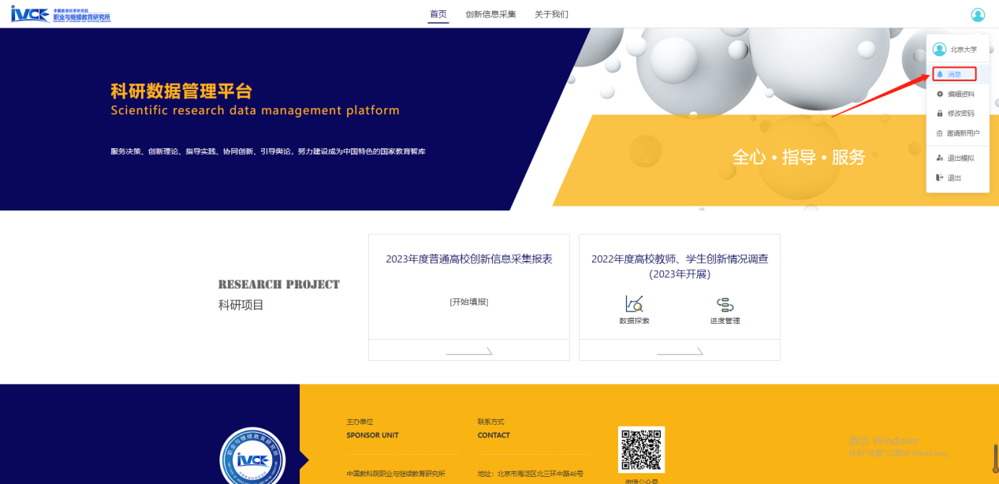 iVCE 中国教育科学研究院
职业与继续教育研究所
首页 创新信息采集 关于我们
北京大学
消息
编辑资料
修改密码
邀请新用户
退出模拟
退出
科研数据管理平台
Scientific research data management platform
服务决策、创新理论、指导实践、协同创新、引导舆论，努力建设成为中国特色的国家教育智库
全心 • 指导 • 服务
RESEARCH PROJECT
科研项目
2023年度普通高校创新信息采集报表
[开始填报]
2022年度高校教师、学生创新情况调查
(2023年开展)
数据探索 进度管理
职业与继续教育研究所
iVCE
主办单位
SPONSOR UNIT
中国教科院职业与继续教育研究所
联系方式
CONTACT
地址：北京市海淀区北三环中路46号
微信公众号
激活 Windows
转到"设置"以激活 Windows。